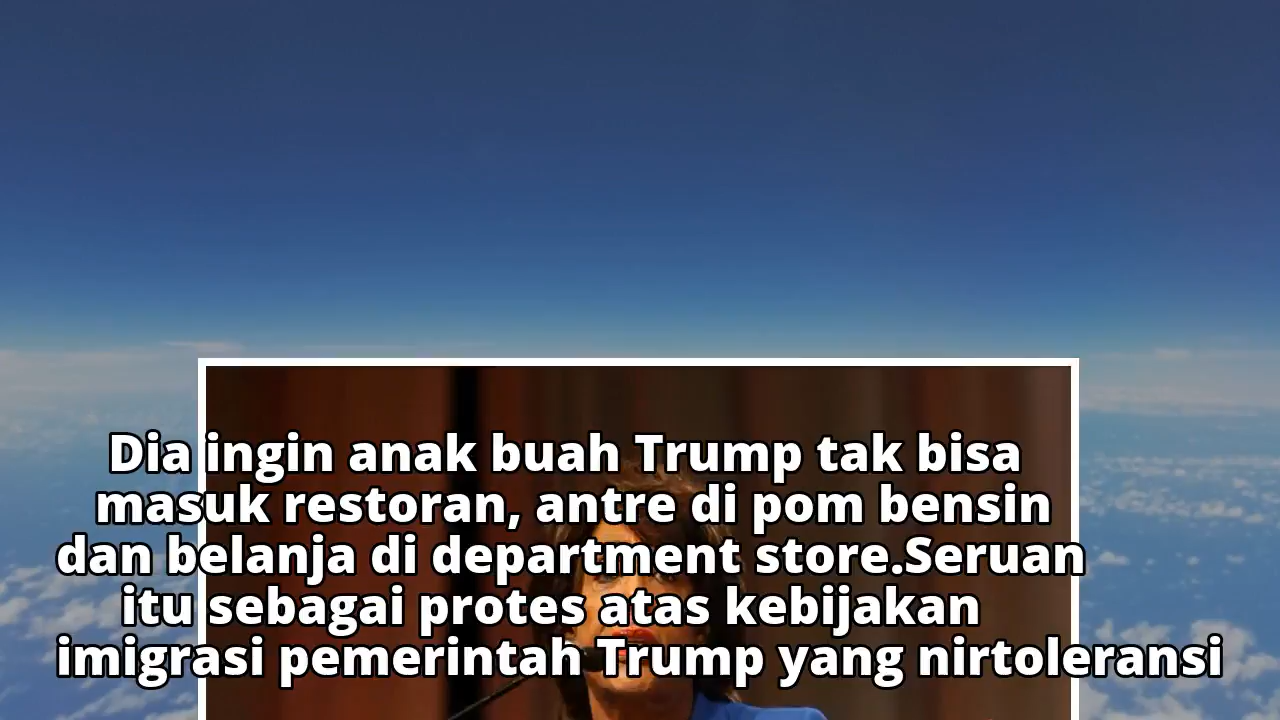 Dia ingin anak buah Trump tak bisa
masuk restoran, antre di pom bensin
dan belanja di department store.Seruan
itu sebagai protes atas kebijakan
imigrasi pemerintah Trump yang nirtoleransi